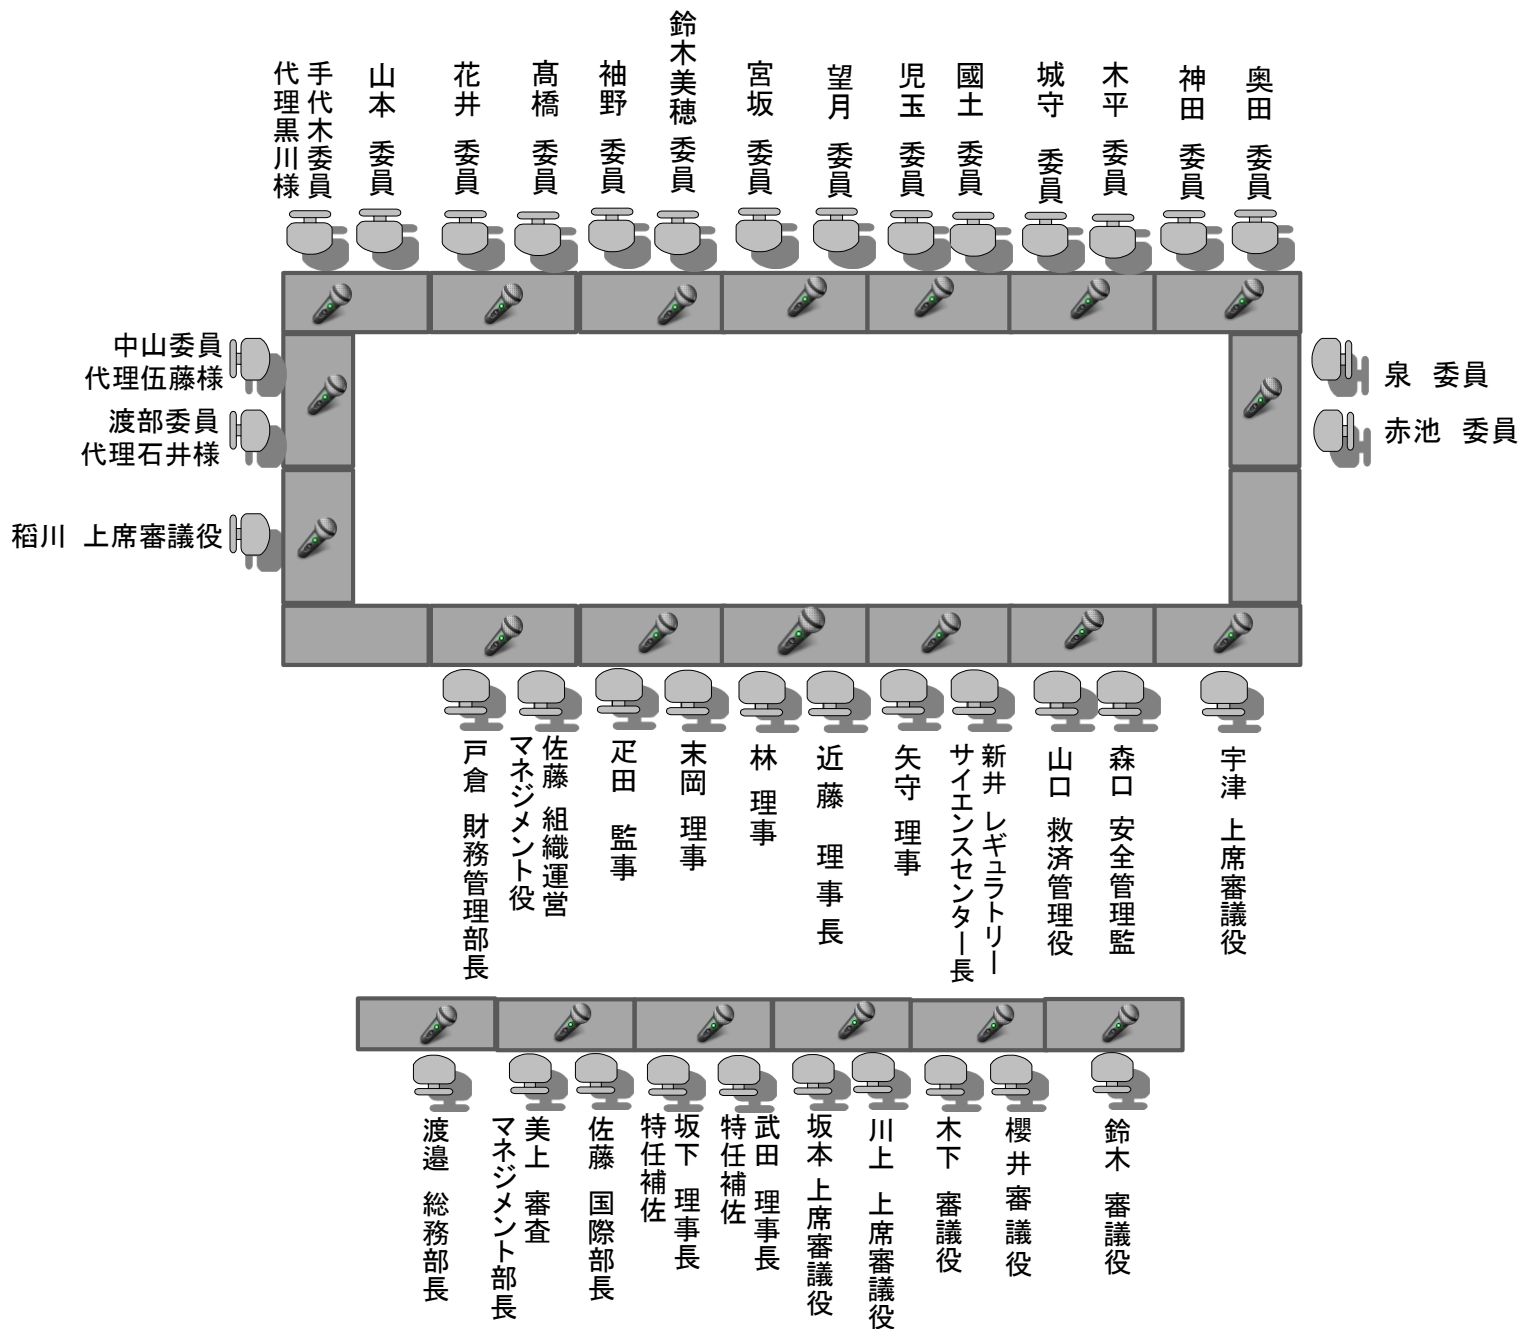 手代木委員
代理黒川様
山本 委員
花井 委員
髙橋 委員
袖野 委員
鈴木美穂 委員
宮坂 委員
望月 委員
児玉 委員
國土 委員
城守 委員
木平 委員
神田 委員
奥田 委員
中山委員
代理伍藤様
渡部委員
代理石井様
稻川 上席審議役
泉 委員
赤池 委員
戸倉 財務管理部長
佐藤 組織運営
マネジメント役
疋田 監事
末岡 理事
林 理事
近藤 理事長
矢守 理事
新井 レギュラトリー
サイエンスセンター長
山口 救済管理役
森口 安全管理監
宇津 上席審議役
渡邉 総務部長
美上 審査
マネジメント部長
佐藤 国際部長
坂下 理事長
特任補佐
武田 理事長
特任補佐
坂本 上席審議役
川上 上席審議役
木下 審議役
櫻井 審議役
鈴木 審議役